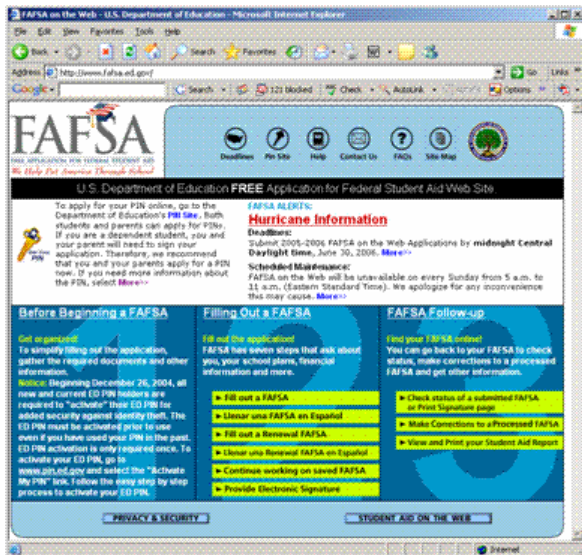 FAFSA on the Web - U.S. Department of Education - Microsoft Internet Explorer
File Edit View Favorites Tools Help
Back Search Favorites
Address http://www.fafsa.ed.gov/ Go Links »
Google Search 121 blocked Check AutoLink Options
FAFSA
FREE APPLICATION FOR FEDERAL STUDENT AID
We Help Put America Through School
Deadlines Pin Site Help Contact Us FAQs Site Map
U.S. Department of Education FREE Application for Federal Student Aid Web Site
To apply for your PIN online, go to the
Department of Education's PIN Site. Both
students and parents can apply for PINs.
If you are a dependent student, you and
your parent will need to sign your
application. Therefore, we recommend
that you and your parents apply for a PIN
now. If you need more information about
the PIN, select More>>
PIN
FAFSA ALERTS:
Hurricane Information
Deadlines:
Submit 2005-2006 FAFSA on the Web Applications by midnight Central
Daylight time, June 30, 2006. More>>
Scheduled Maintenance:
FAFSA on the Web will be unavailable on every Sunday from 5 a.m. to
11 a.m. (Eastern Standard Time). We apologize for any inconvenience
this may cause. More>>
Before Beginning a FAFSA
Get organized!
To simplify filling out the application,
gather the required documents and other
information.
Notice: Beginning December 26, 2004, all
new and current ED PIN holders are
required to "activate" their ED PIN for
added security against identity theft. The
ED PIN must be activated prior to use
even if you have used your PIN in the past.
ED PIN activation is only required once. To
activate your ED PIN, go to
www.pin.ed.gov and select the "Activate
My PIN" link. Follow the easy step by step
process to activate your ED PIN.
Filling Out a FAFSA
Fill out the application!
FAFSA has seven steps that ask about
you, your school plans, financial
information and more.
Fill out a FAFSA
Llenar una FAFSA en Español
Fill out a Renewal FAFSA
Llenar una Renewal FAFSA en Español
Continue working on saved FAFSA
Provide Electronic Signature
FAFSA Follow-up
Find your FAFSA online!
You can go back to your FAFSA to check
status, make corrections to a processed
FAFSA and get other information.
Check status of a submitted FAFSA
or Print Signature page
Make Corrections to a Processed FAFSA
View and Print your Student Aid Report
1 2 3
PRIVACY & SECURITY STUDENT AID ON THE WEB
Internet